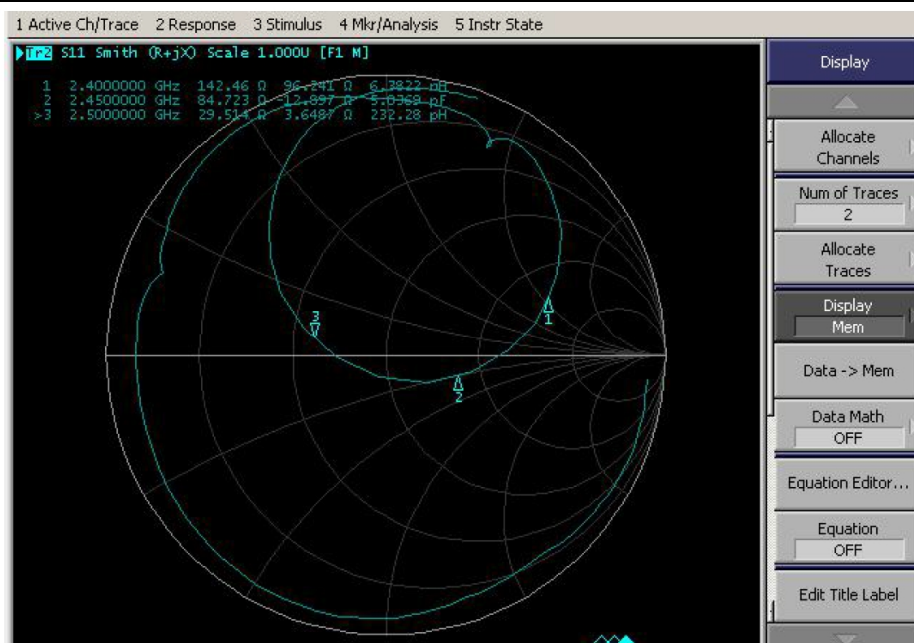 1 Active Ch/Trace 2 Response 3 Stimulus 4 Mkr/Analysis 5 Instr State
Tr2 S11 Smith (R+jX) Scale 1.000U [F1 M]
1 2.4000000 GHz 142.46 Ω 96.241 Ω 6.3822 nH
2 2.4500000 GHz 84.723 Ω -12.897 Ω 5.0369 pF
>3 2.5000000 GHz 29.514 Ω 3.6487 Ω 232.28 pH
3
1
2
Display
Allocate
Channels
Num of Traces
2
Allocate
Traces
Display
Mem
Data -> Mem
Data Math
OFF
Equation Editor...
Equation
OFF
Edit Title Label